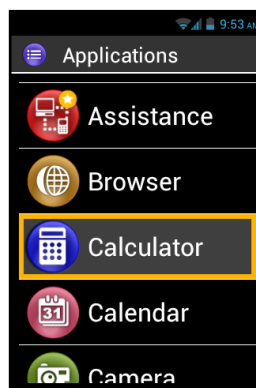 9:53 AM
Applications
Assistance
Browser
Calculator
31
Calendar
Camera